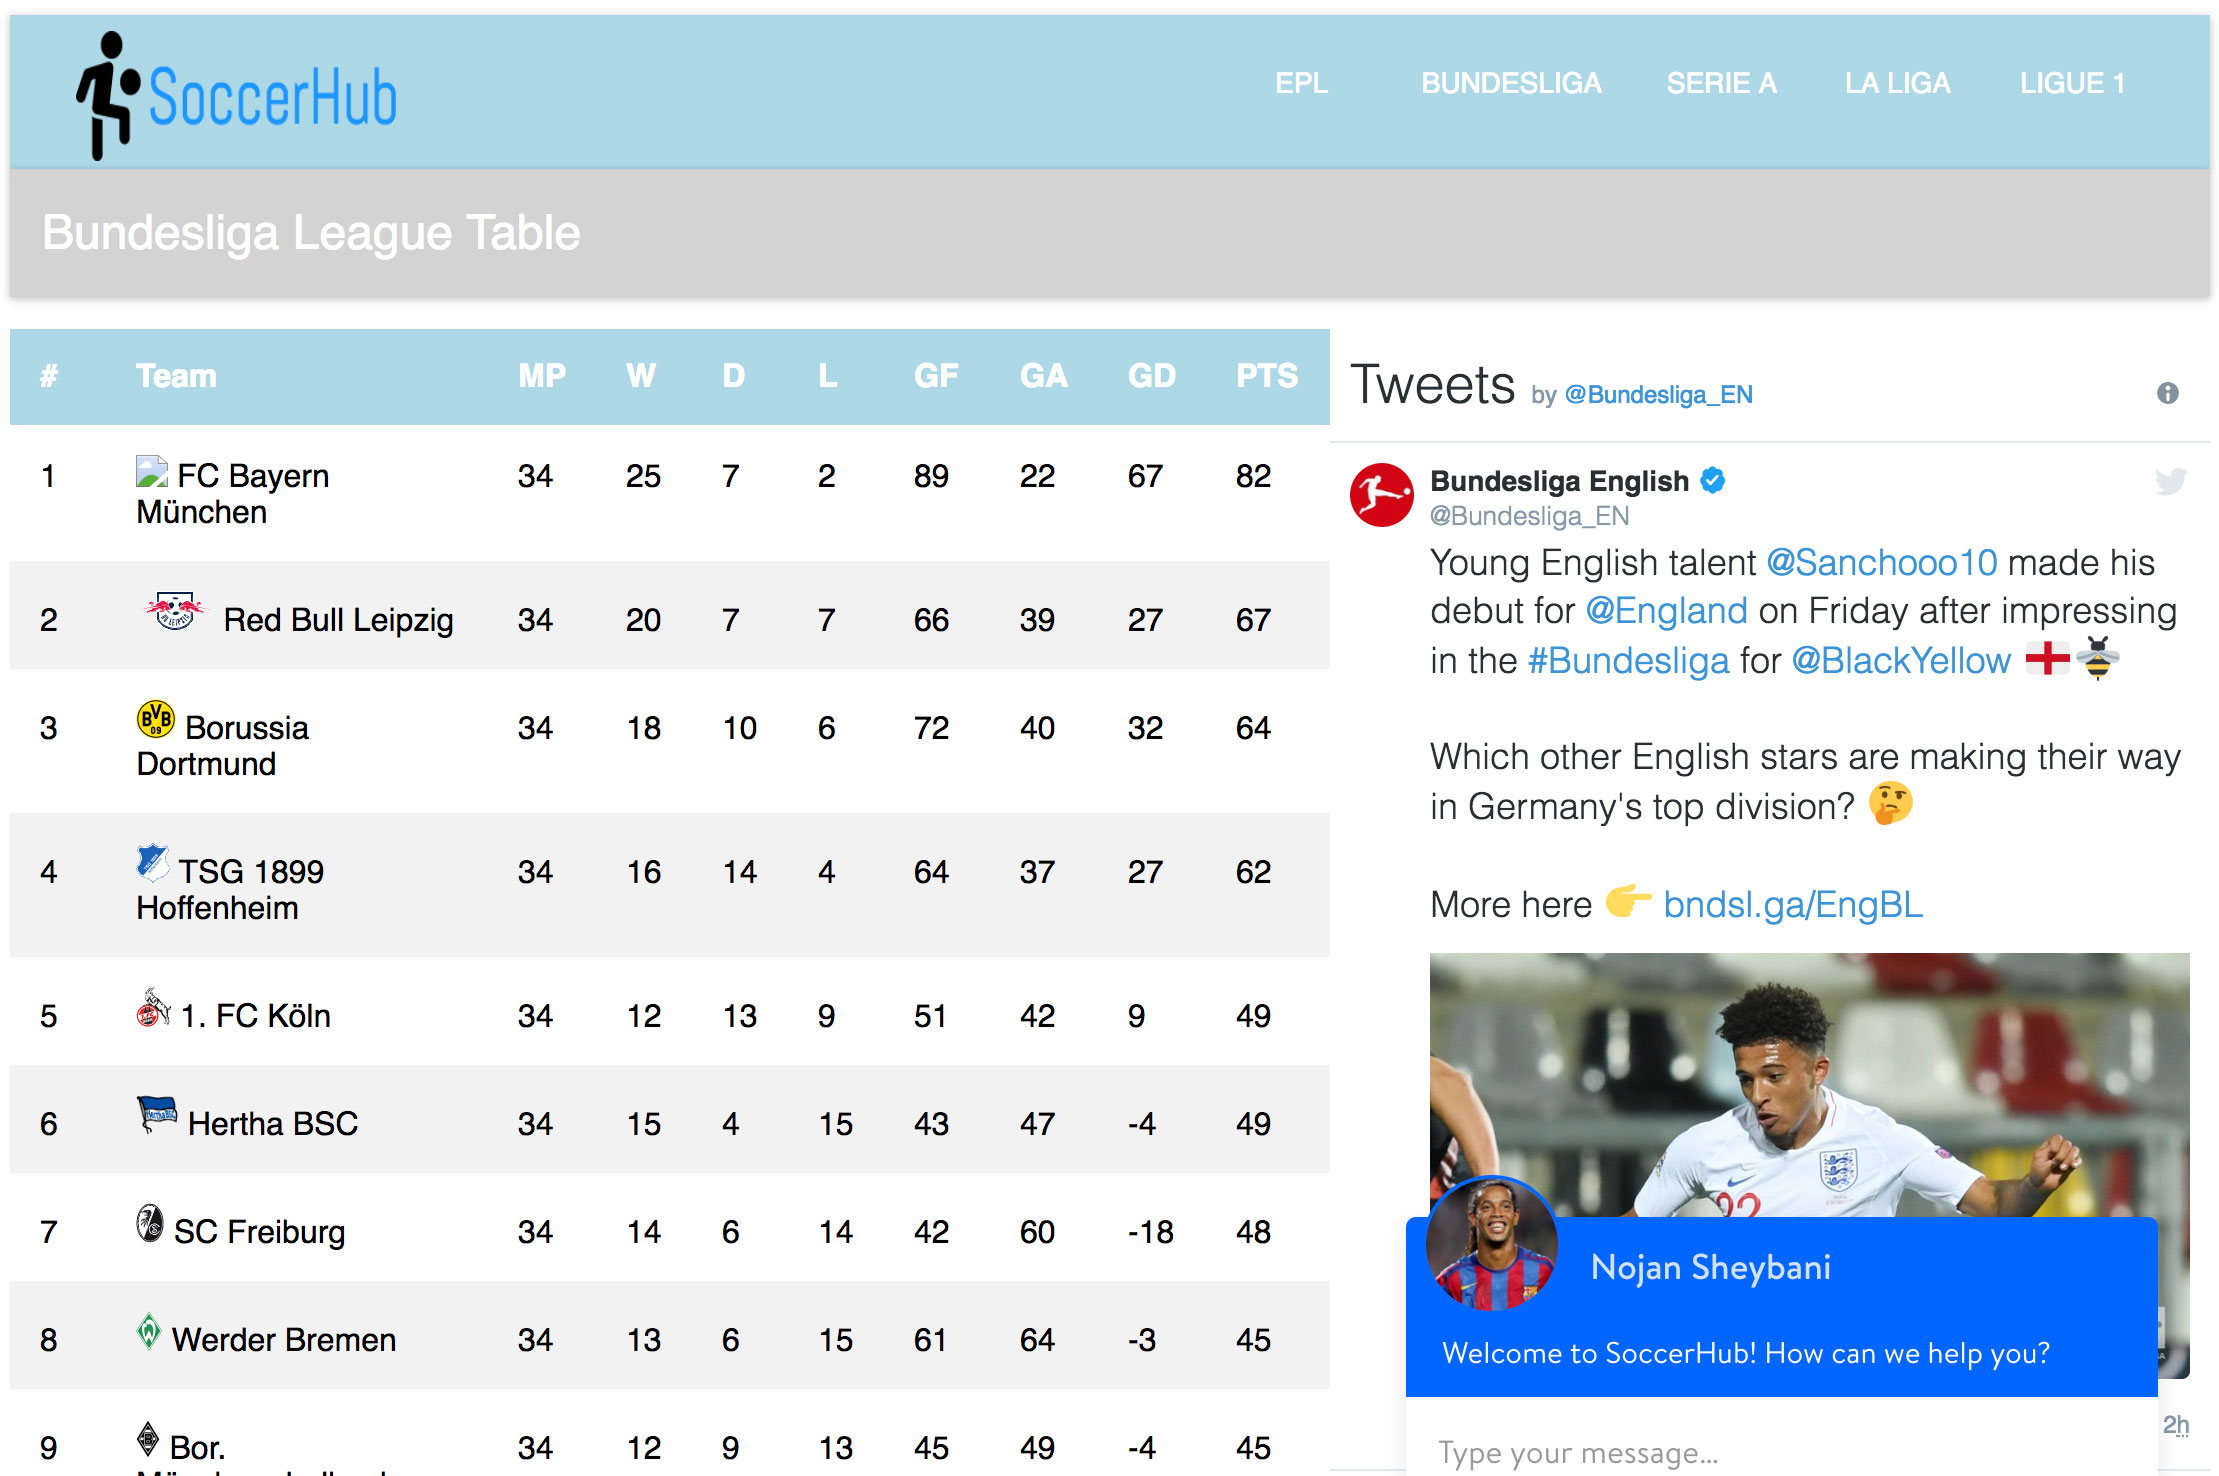 SoccerHub
EPL BUNDESLIGA SERIE A LA LIGA LIGUE 1
Bundesliga League Table
# Team MP W D L GF GA GD PTS
1 FC Bayern München 34 25 7 2 89 22 67 82
2 Red Bull Leipzig 34 20 7 7 66 39 27 67
3 Borussia Dortmund 34 18 10 6 72 40 32 64
4 TSG 1899 Hoffenheim 34 16 14 4 64 37 27 62
5 1. FC Köln 34 12 13 9 51 42 9 49
6 Hertha BSC 34 15 4 15 43 47 -4 49
7 SC Freiburg 34 14 6 14 42 60 -18 48
8 Werder Bremen 34 13 6 15 61 64 -3 45
9 Bor. 34 12 9 13 45 49 -4 45
Tweets by @Bundesliga_EN
Bundesliga English
@Bundesliga_EN
Young English talent @Sanchooo10 made his
debut for @England on Friday after impressing
in the #Bundesliga for @BlackYellow 🏴󠁧󠁢󠁥󠁮󠁧󠁿🐝
Which other English stars are making their way
in Germany's top division? 🤔
More here 👉 bndsl.ga/EngBL
Nojan Sheybani
Welcome to SoccerHub! How can we help you?
Type your message...
2h